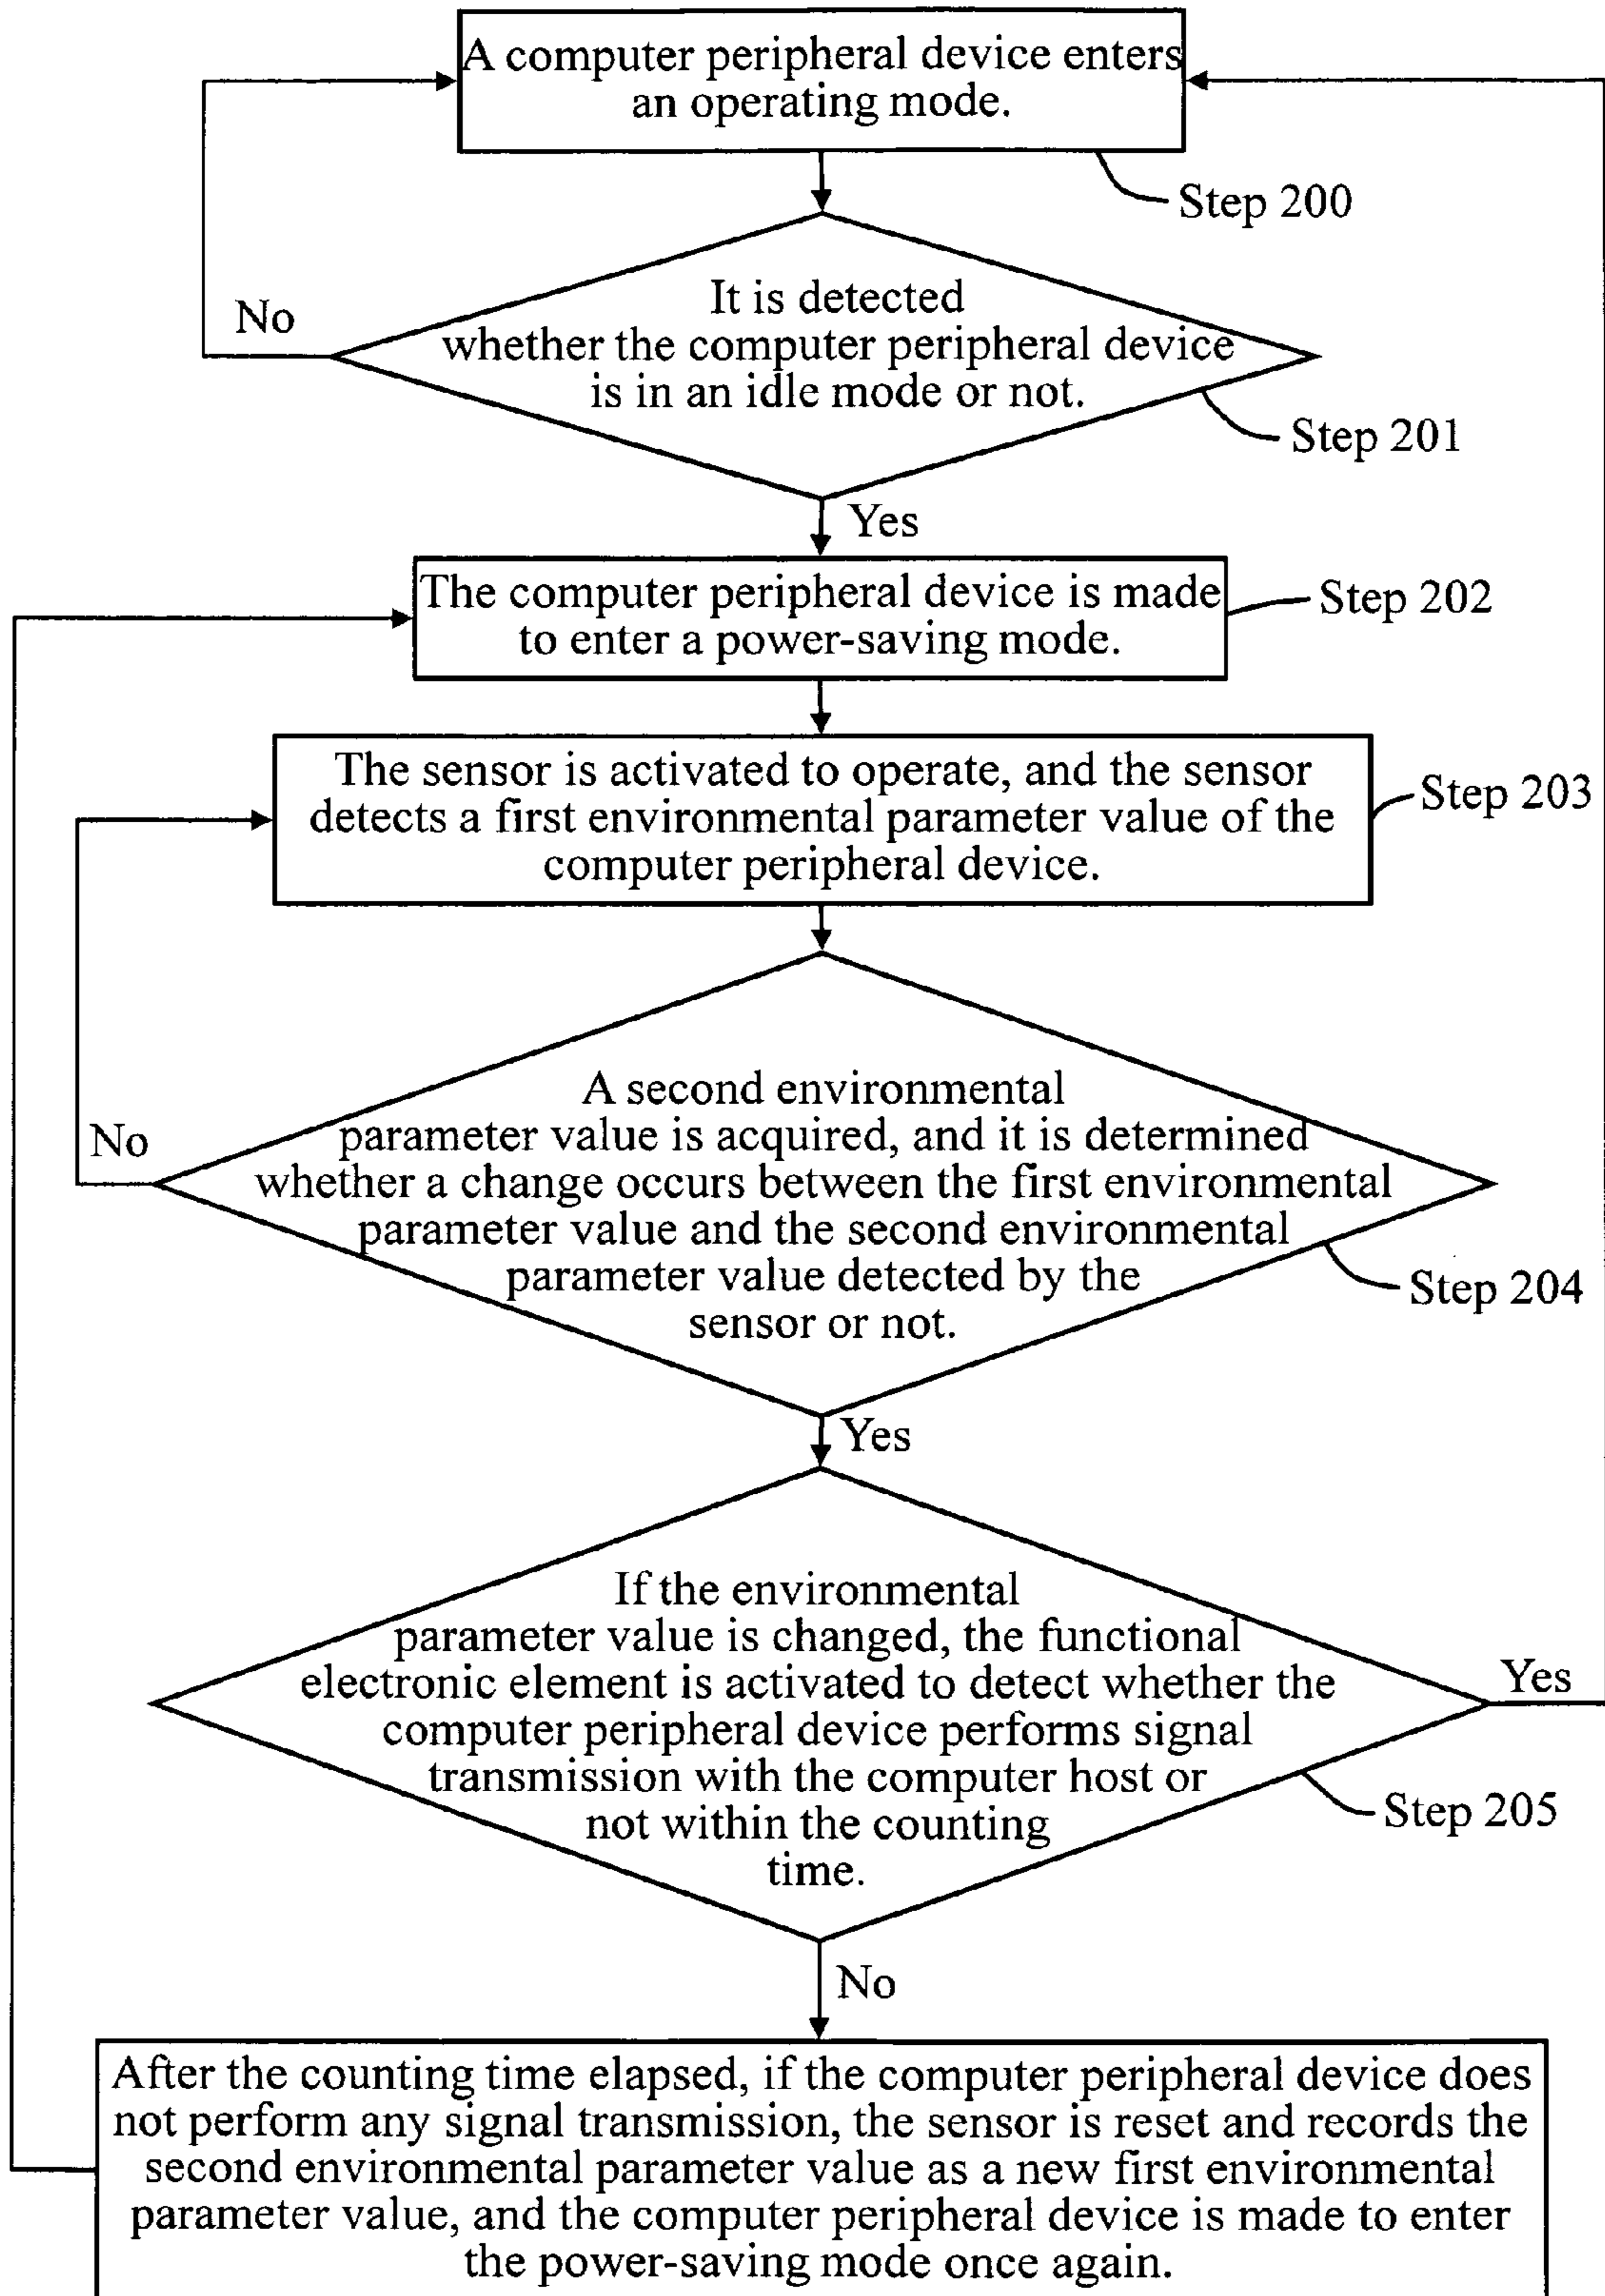 A computer peripheral device enters
an operating mode.
Step 200
It is detected
whether the computer peripheral device
is in an idle mode or not.
No
Step 201
Yes
The computer peripheral device is made
to enter a power-saving mode.
Step 202
The sensor is activated to operate, and the sensor
detects a first environmental parameter value of the
computer peripheral device.
Step 203
A second environmental
parameter value is acquired, and it is determined
whether a change occurs between the first environmental
parameter value and the second environmental
parameter value detected by the
sensor or not.
No
Step 204
Yes
If the environmental
parameter value is changed, the functional
electronic element is activated to detect whether the
computer peripheral device performs signal
transmission with the computer host or
not within the counting
time.
Yes
Step 205
No
After the counting time elapsed, if the computer peripheral device does
not perform any signal transmission, the sensor is reset and records the
second environmental parameter value as a new first environmental
parameter value, and the computer peripheral device is made to enter
the power-saving mode once again.